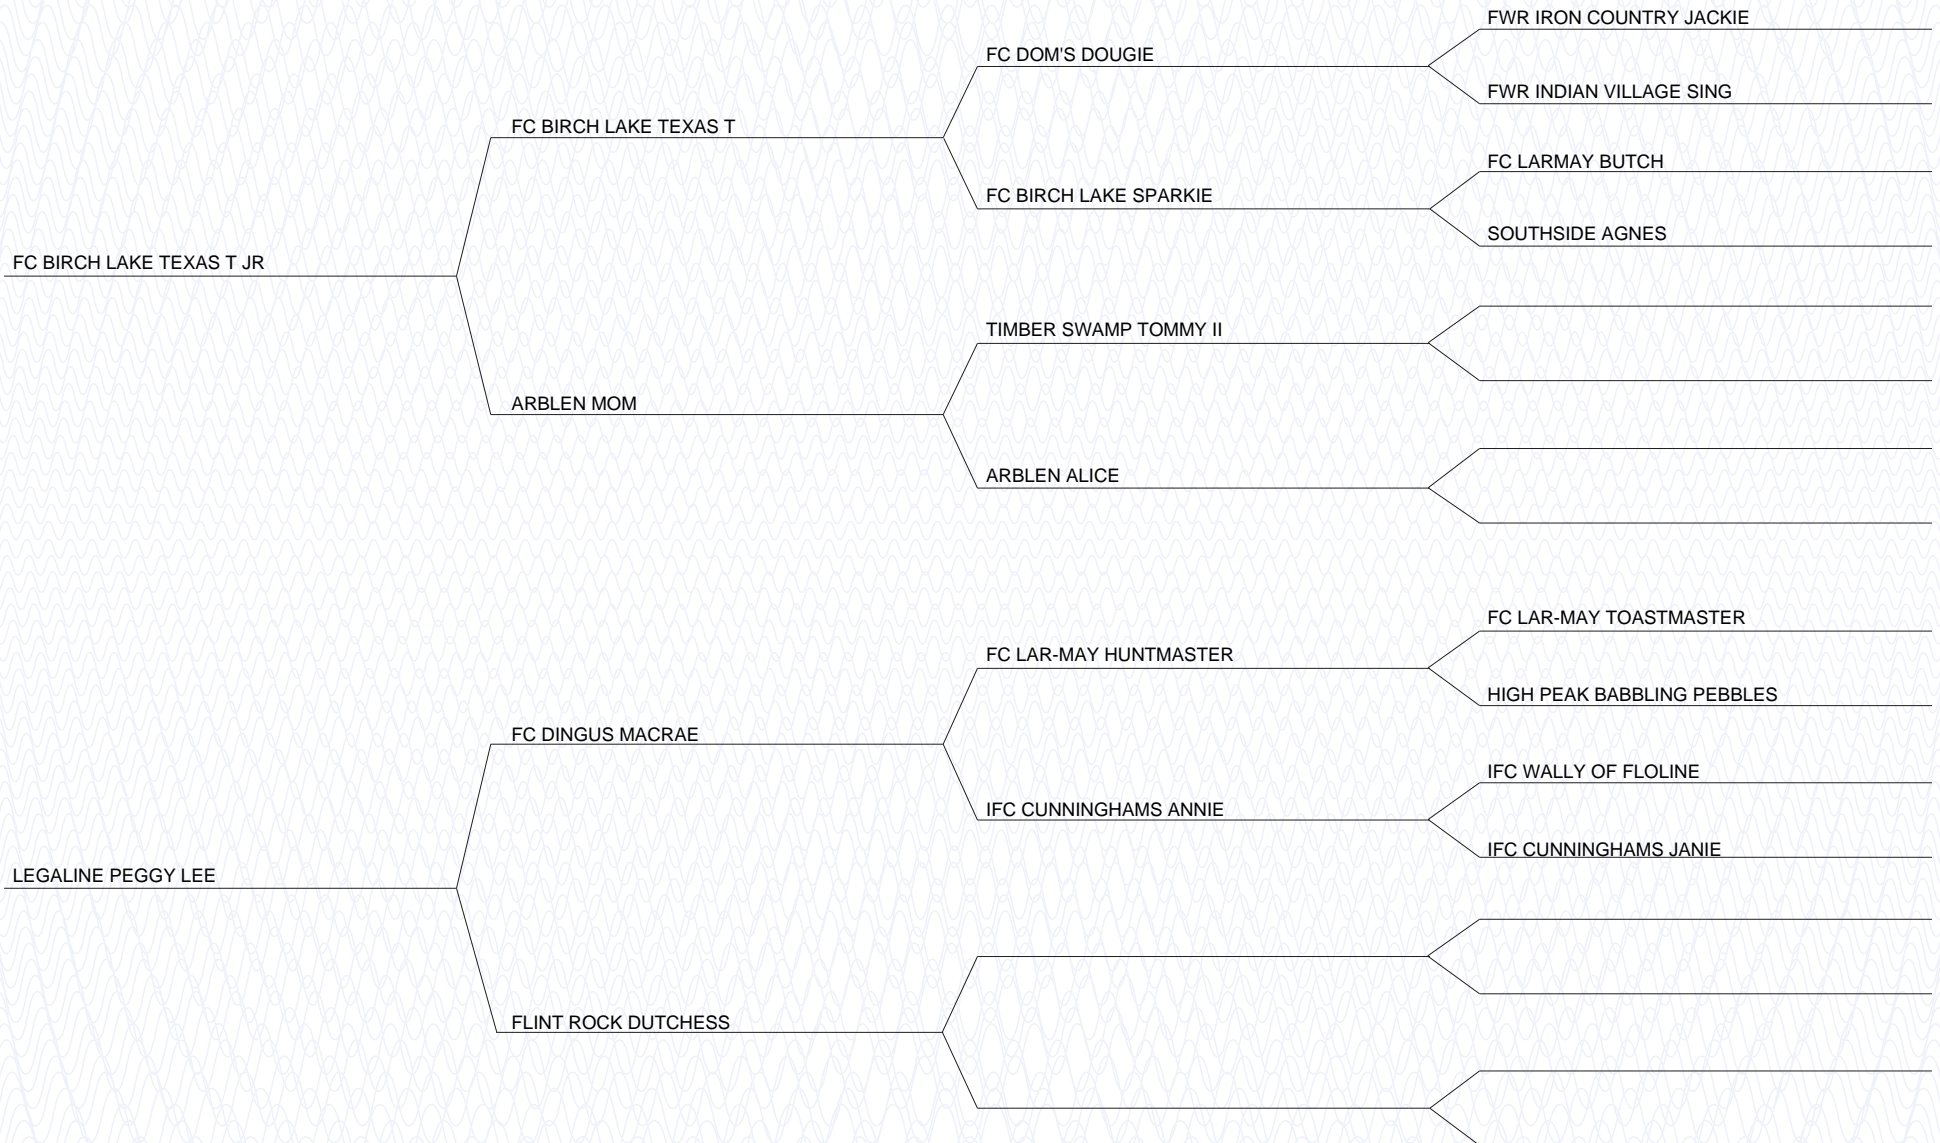 FWR IRON COUNTRY JACKIE
FC DOM'S DOUGIE
FWR INDIAN VILLAGE SING
FC BIRCH LAKE TEXAS T
FC LARMAY BUTCH
FC BIRCH LAKE SPARKIE
SOUTHSIDE AGNES
FC BIRCH LAKE TEXAS T JR
TIMBER SWAMP TOMMY II
ARBLEN MOM
ARBLEN ALICE
FC LAR-MAY TOASTMASTER
FC LAR-MAY HUNTMASTER
HIGH PEAK BABBLING PEBBLES
FC DINGUS MACRAE
IFC WALLY OF FLOLINE
IFC CUNNINGHAMS ANNIE
IFC CUNNINGHAMS JANIE
LEGALINE PEGGY LEE
FLINT ROCK DUTCHESS